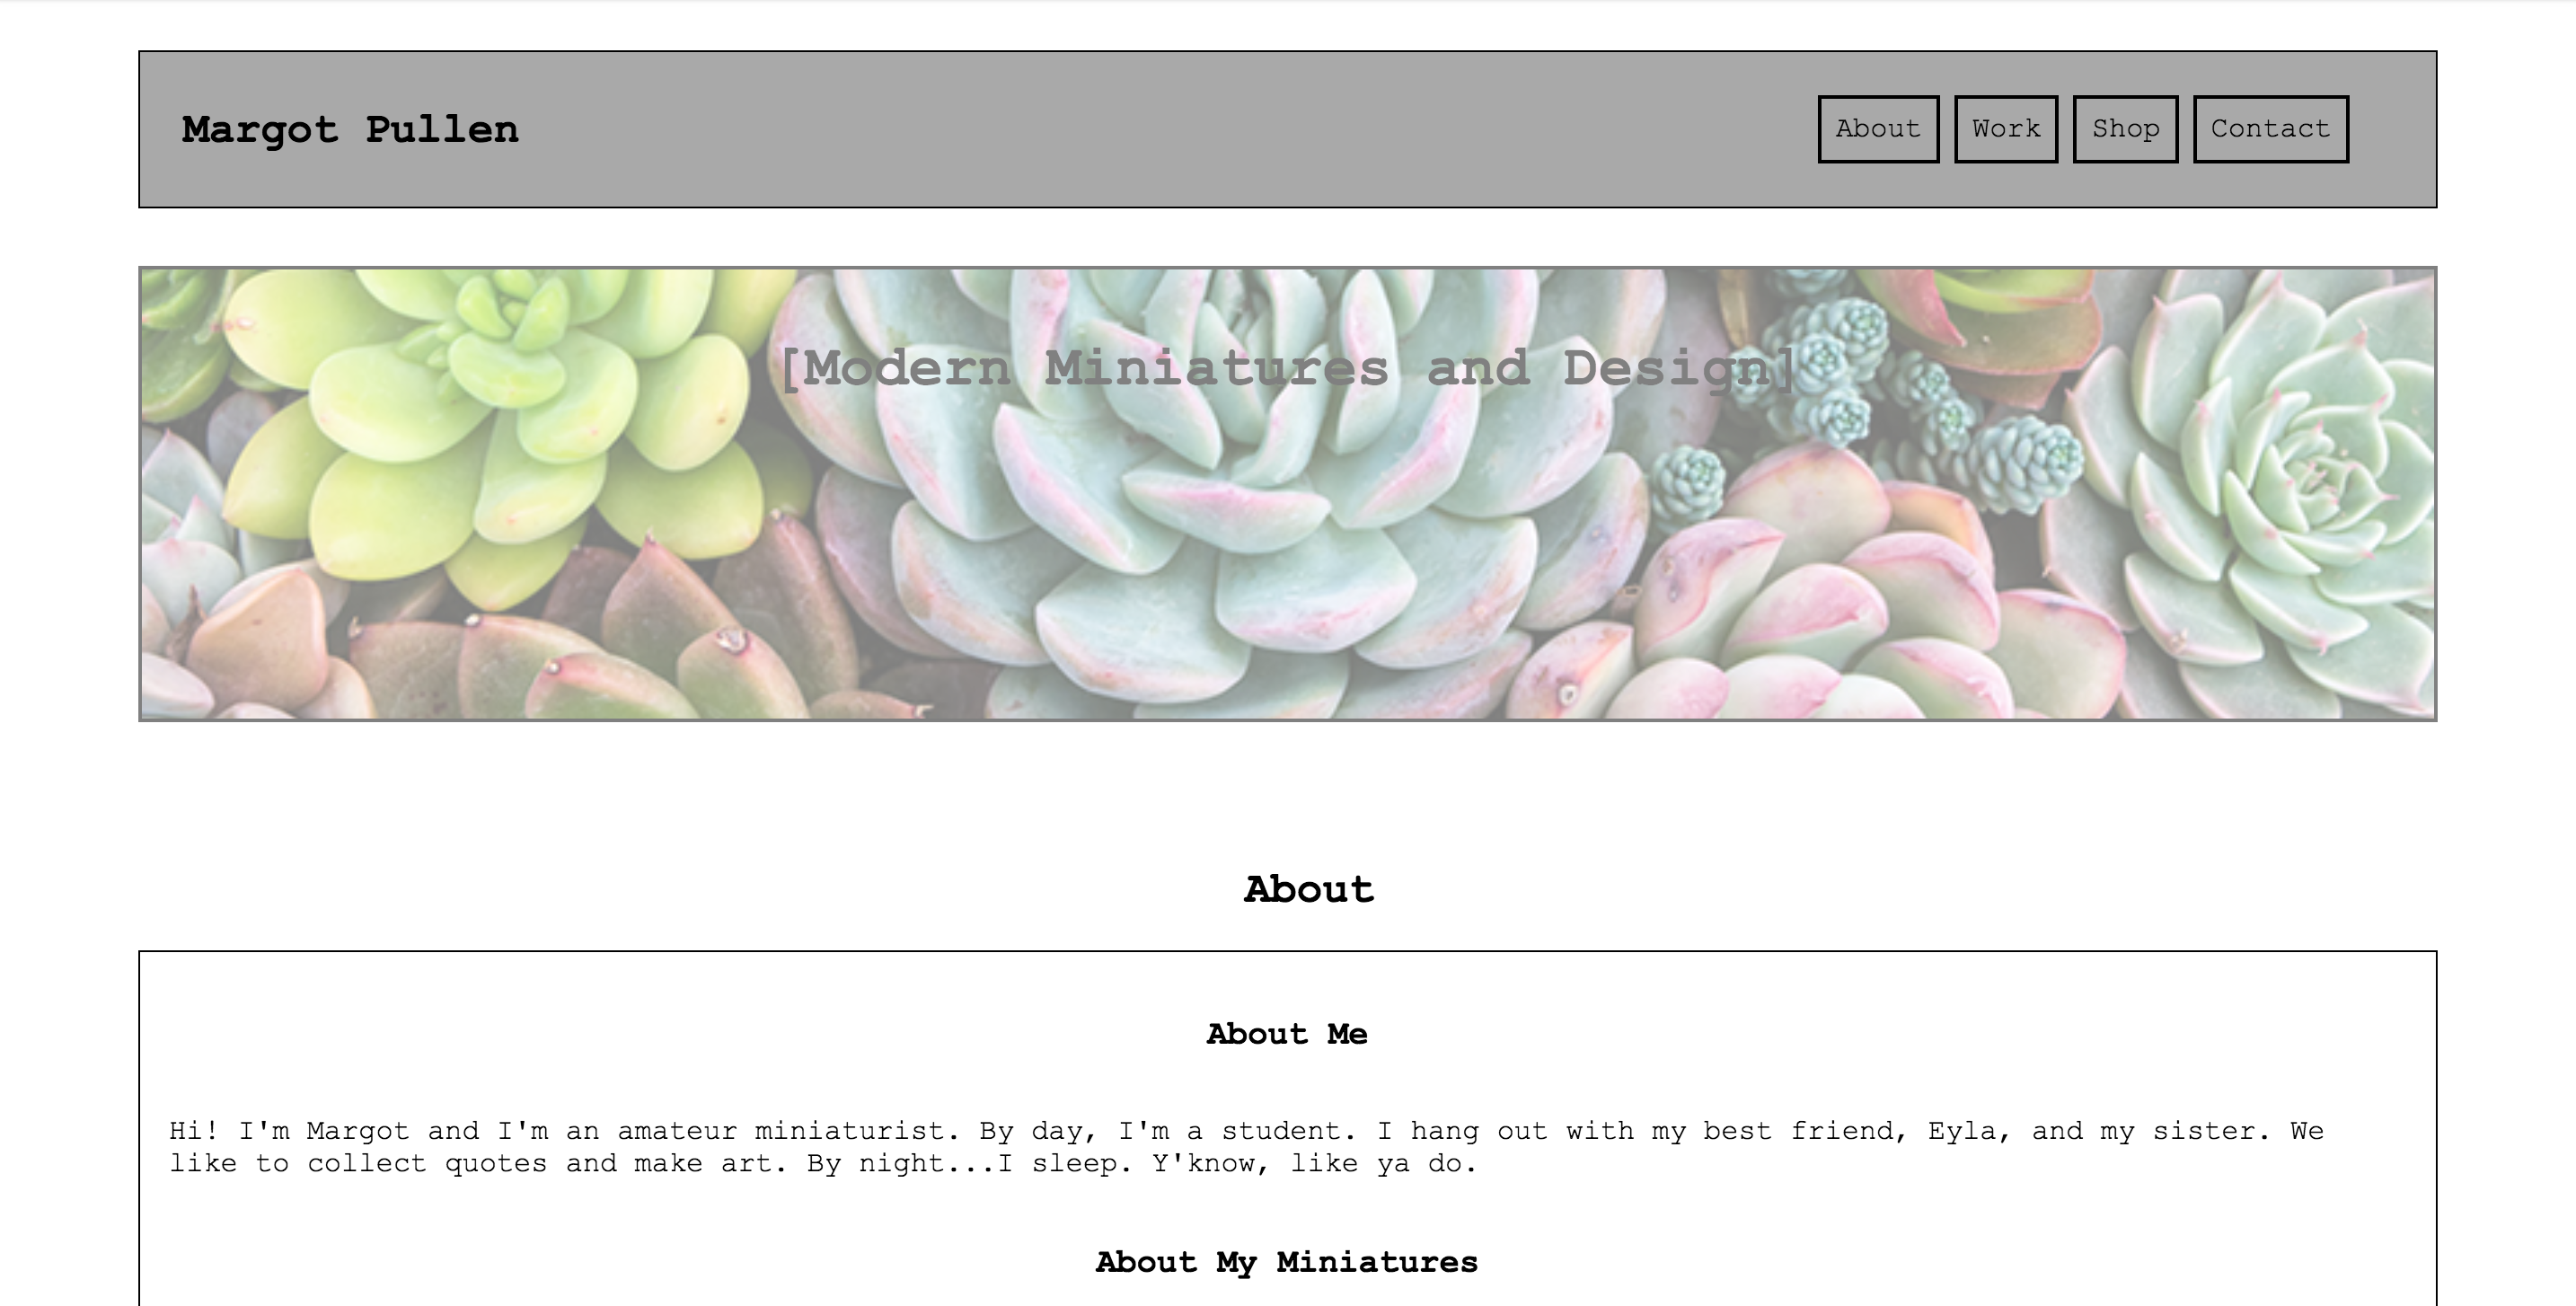 Margot Pullen
About Work Shop Contact
[Modern Miniatures and Design]
About
About Me
Hi! I'm Margot and I'm an amateur miniaturist. By day, I'm a student. I hang out with my best friend, Eyla, and my sister. We
like to collect quotes and make art. By night...I sleep. Y'know, like ya do.
About My Miniatures